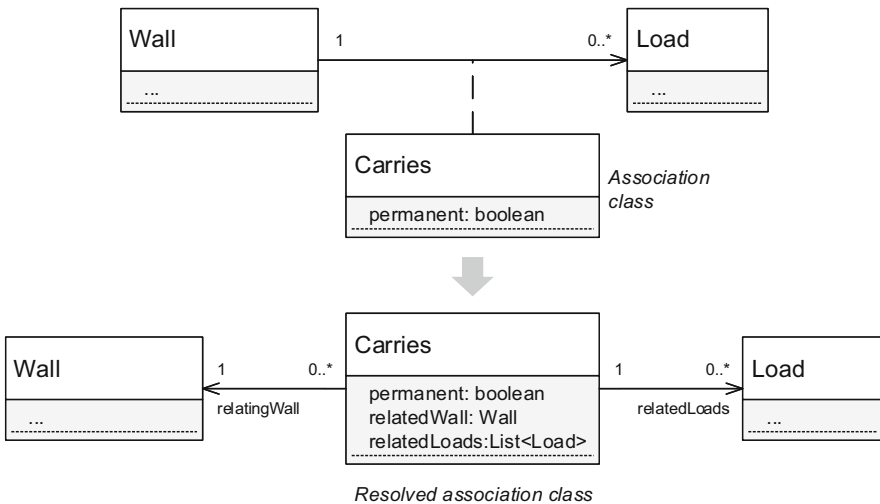 Wall
1
0..*
Load
...
...
Carries
permanent: boolean
Association
class
Wall
1
0..*
Carries
1
0..*
Load
...
relatingWall
permanent: boolean
relatedWall: Wall
relatedLoads:List<Load>
relatedLoads
...
Resolved association class